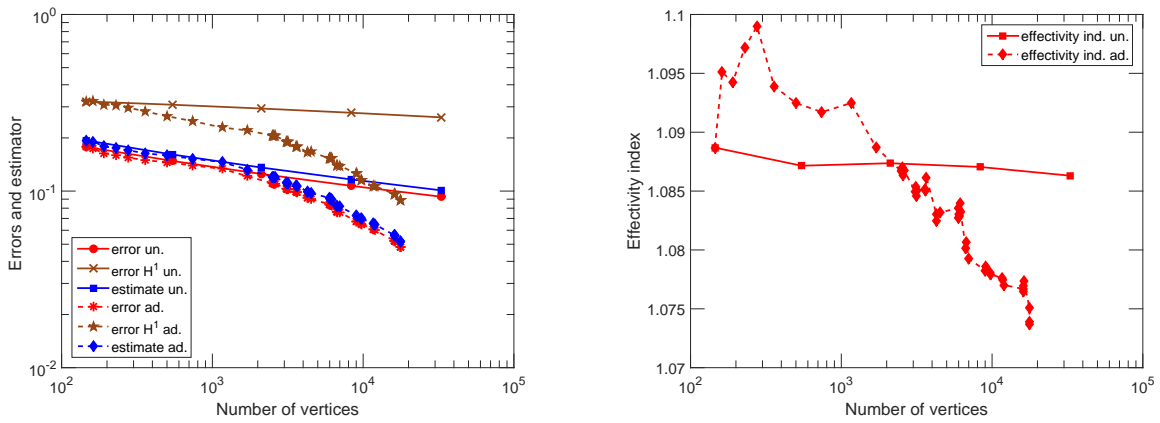 10^0
10^-1
10^-2
10^2
10^3
10^4
10^5
Errors and estimator
Number of vertices
error un.
error H^1 un.
estimate un.
error ad.
error H^1 ad.
estimate ad.
1.1
1.095
1.09
1.085
1.08
1.075
1.07
10^2
10^3
10^4
10^5
Effectivity index
Number of vertices
effectivity ind. un.
effectivity ind. ad.